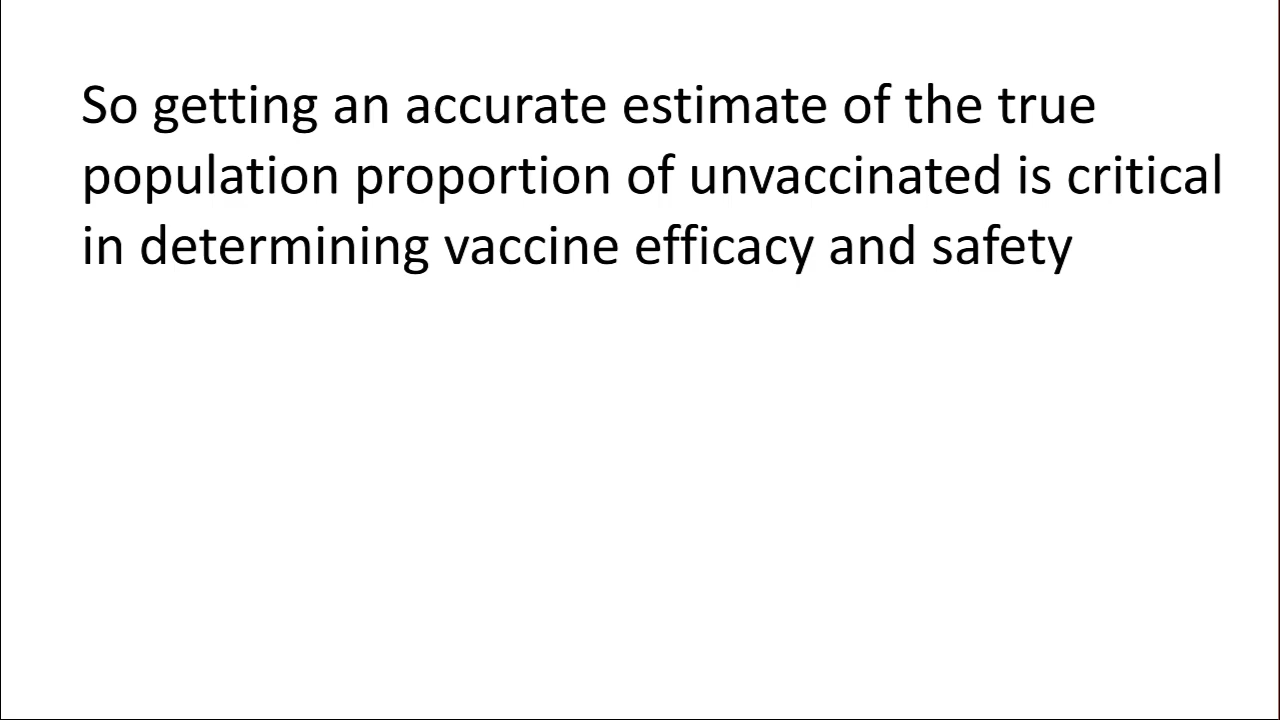 So getting an accurate estimate of the true
population proportion of unvaccinated is critical
in determining vaccine efficacy and safety